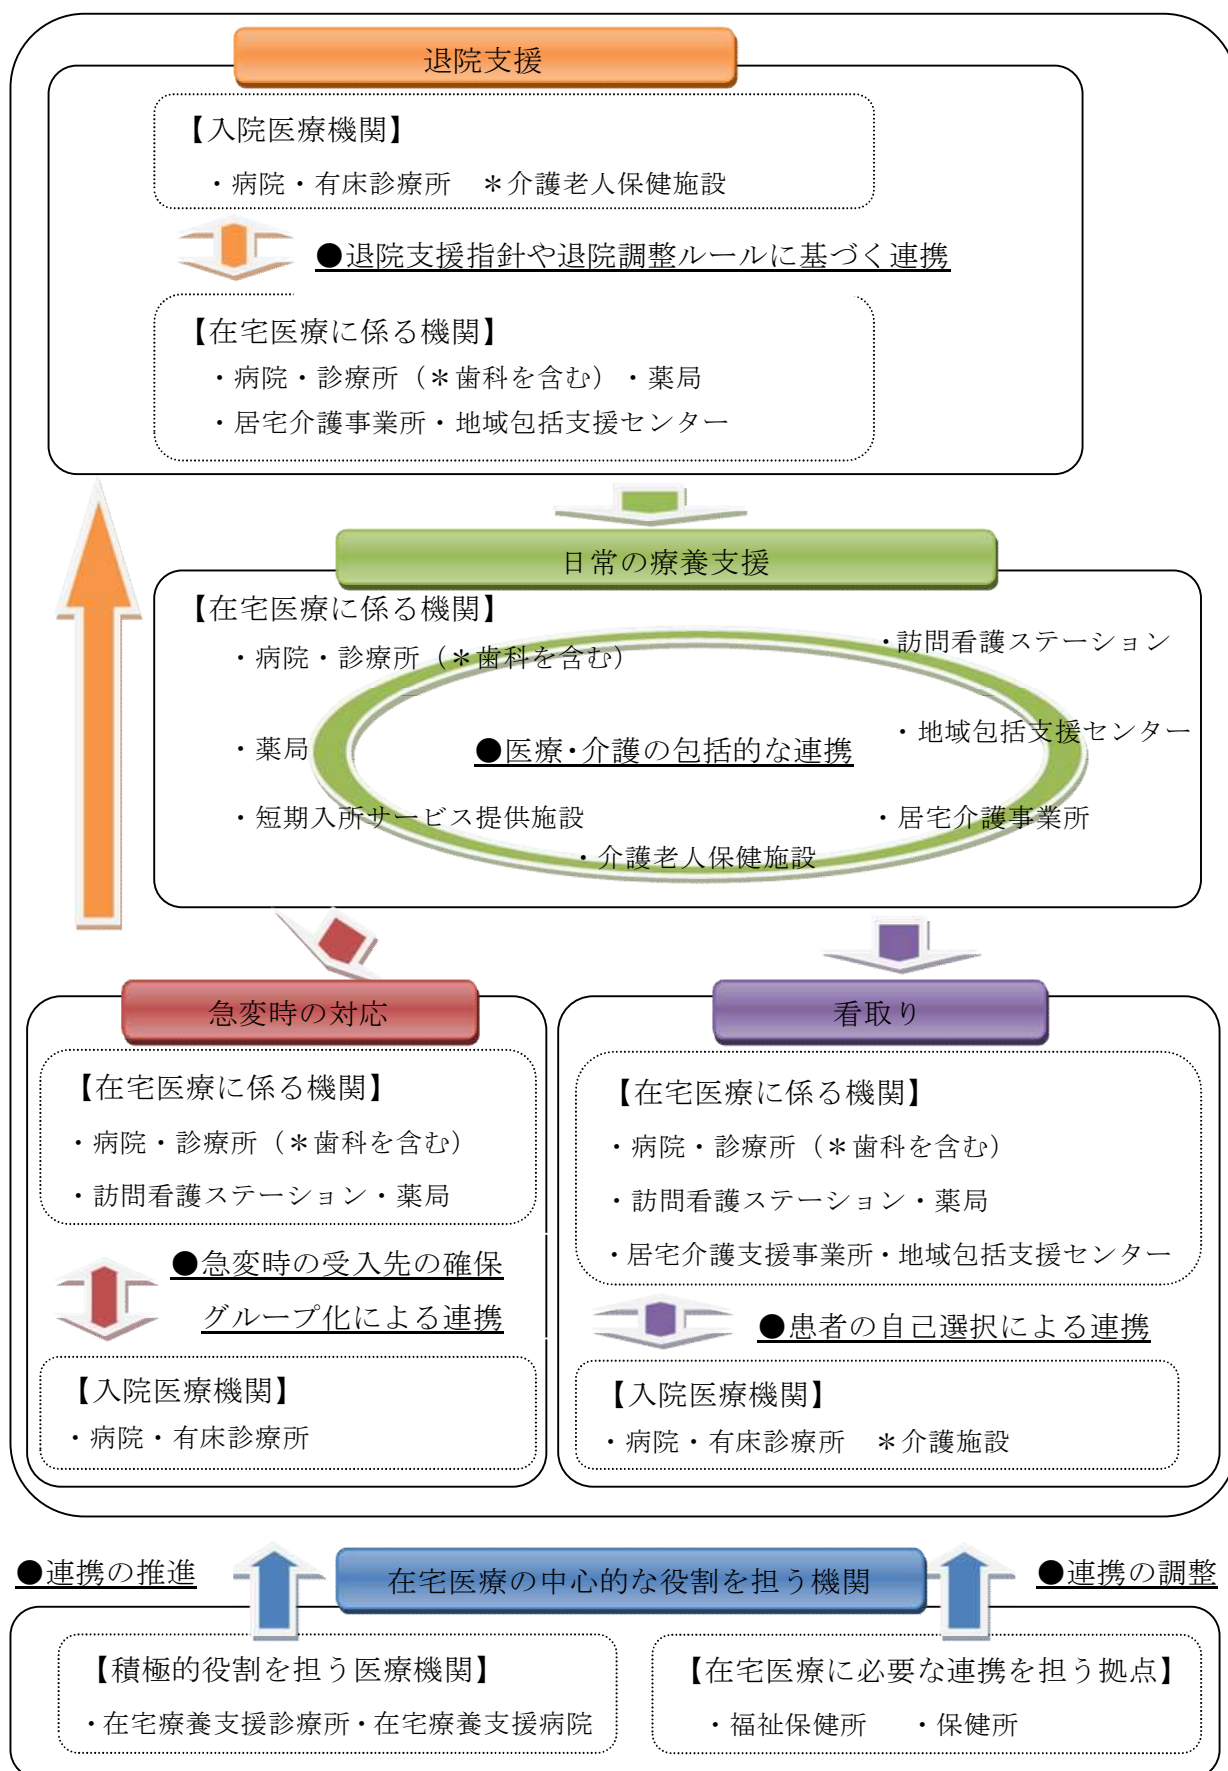 退院支援
【入院医療機関】
・病院・有床診療所　＊介護老人保健施設
●退院支援指針や退院調整ルールに基づく連携
【在宅医療に係る機関】
・病院・診療所（＊歯科を含む）・薬局
・居宅介護事業所・地域包括支援センター
日常の療養支援
【在宅医療に係る機関】
・訪問看護ステーション
・病院・診療所（＊歯科を含む）
・地域包括支援センター
・薬局
●医療・介護の包括的な連携
・短期入所サービス提供施設
・居宅介護事業所
・介護老人保健施設
急変時の対応
【在宅医療に係る機関】
・病院・診療所（＊歯科を含む）
・訪問看護ステーション・薬局
●急変時の受入先の確保
グループ化による連携
【入院医療機関】
・病院・有床診療所
看取り
【在宅医療に係る機関】
・病院・診療所（＊歯科を含む）
・訪問看護ステーション・薬局
・居宅介護支援事業所・地域包括支援センター
●患者の自己選択による連携
【入院医療機関】
・病院・有床診療所　＊介護施設
●連携の推進
在宅医療の中心的な役割を担う機関
●連携の調整
【積極的役割を担う医療機関】
・在宅療養支援診療所・在宅療養支援病院
【在宅医療に必要な連携を担う拠点】
・福祉保健所　・保健所